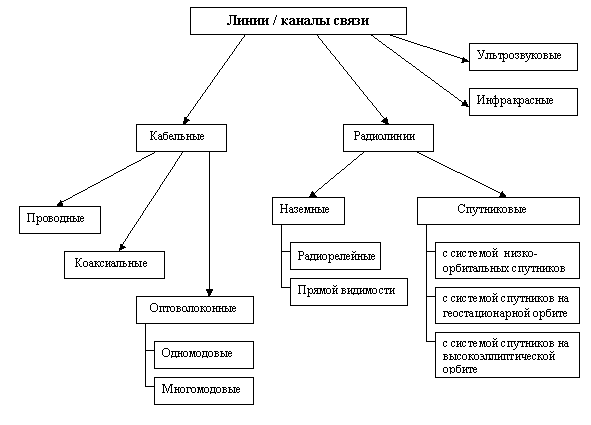 Линии / каналы связи
Ультрозвуковые
Инфракрасные
Кабельные
Радиолинии
Проводные
Коаксиальные
Оптоволоконные
Одномодовые
Многомодовые
Наземные
Радиорелейные
Прямой видимости
Спутниковые
с системой низко-
орбитальных спутников
с системой спутников на
геостационарной орбите
с системой спутников на
высокоэллиптической
орбите